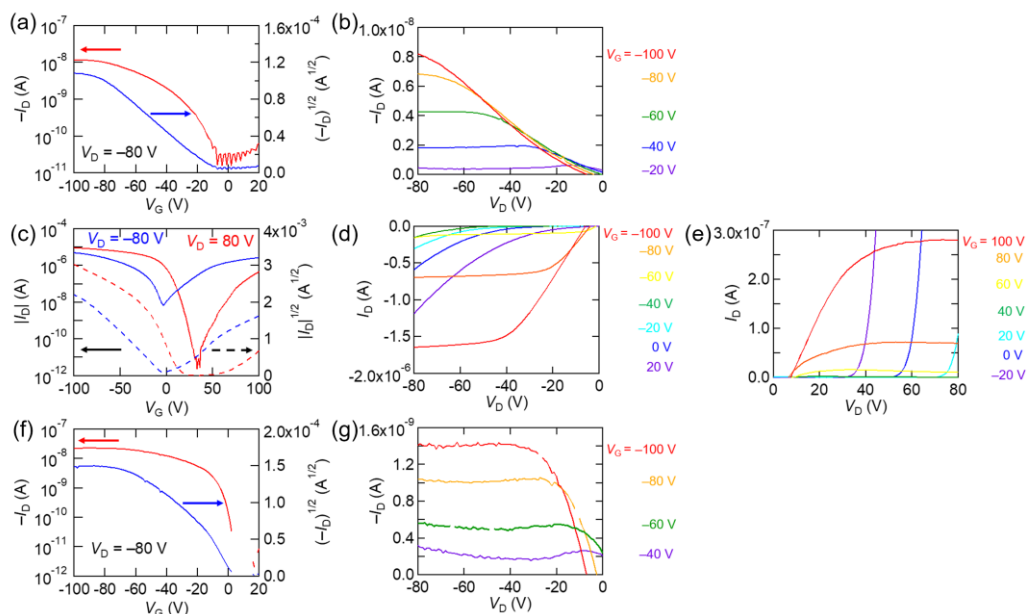 (a)
10⁻⁷
10⁻⁸
10⁻⁹
10⁻¹⁰
10⁻¹¹
−I_D (A)
V_D = −80 V
-100 -80 -60 -40 -20 0 20
V_G (V)
1.6x10⁻⁴
1.2
0.8
0.4
0.0
(−I_D)^1/2 (A^1/2)
(b)
1.0x10⁻⁸
0.8
0.6
0.4
0.2
0.0
−I_D (A)
-80 -60 -40 -20 0
V_D (V)
V_G = −100 V
−80 V
−60 V
−40 V
−20 V
(c)
10⁻⁴
10⁻⁶
10⁻⁸
10⁻¹⁰
10⁻¹²
|I_D| (A)
V_D = −80 V V_D = 80 V
-100 -50 0 50 100
V_G (V)
4x10⁻³
3
2
1
0
|I_D|^1/2 (A^1/2)
(d)
0.0
-0.5
-1.0
-1.5
-2.0x10⁻⁶
I_D (A)
-80 -60 -40 -20 0
V_D (V)
V_G = −100 V
−80 V
−60 V
−40 V
−20 V
0 V
20 V
(e)
3.0x10⁻⁷
2.0
1.0
0.0
I_D (A)
0 20 40 60 80
V_D (V)
V_G = 100 V
80 V
60 V
40 V
20 V
0 V
−20 V
(f)
10⁻⁷
10⁻⁸
10⁻⁹
10⁻¹⁰
10⁻¹¹
10⁻¹²
−I_D (A)
V_D = −80 V
-100 -80 -60 -40 -20 0 20
V_G (V)
2.0x10⁻⁴
1.5
1.0
0.5
0.0
(−I_D)^1/2 (A^1/2)
(g)
1.6x10⁻⁹
1.2
0.8
0.4
0.0
−I_D (A)
-80 -60 -40 -20 0
V_D (V)
V_G = −100 V
−80 V
−60 V
−40 V